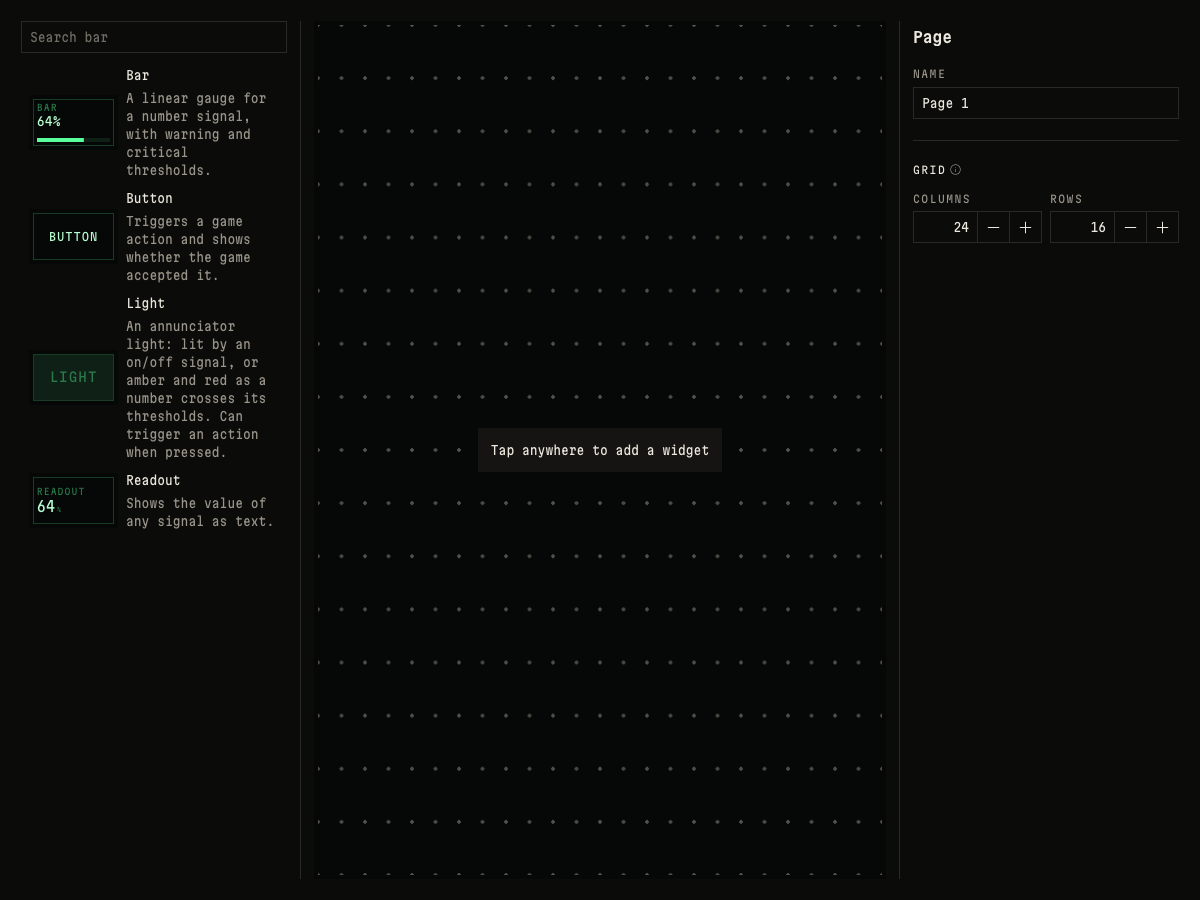 Search bar
Bar
BAR
64%
A linear gauge for
a number signal,
with warning and
critical
thresholds.
Button
BUTTON
Triggers a game
action and shows
whether the game
accepted it.
Light
LIGHT
An annunciator
light: lit by an
on/off signal, or
amber and red as a
number crosses its
thresholds. Can
trigger an action
when pressed.
Readout
READOUT
64 %
Shows the value of
any signal as text.
Tap anywhere to add a widget
Page
NAME
Page 1
GRID
COLUMNS ROWS
24 16